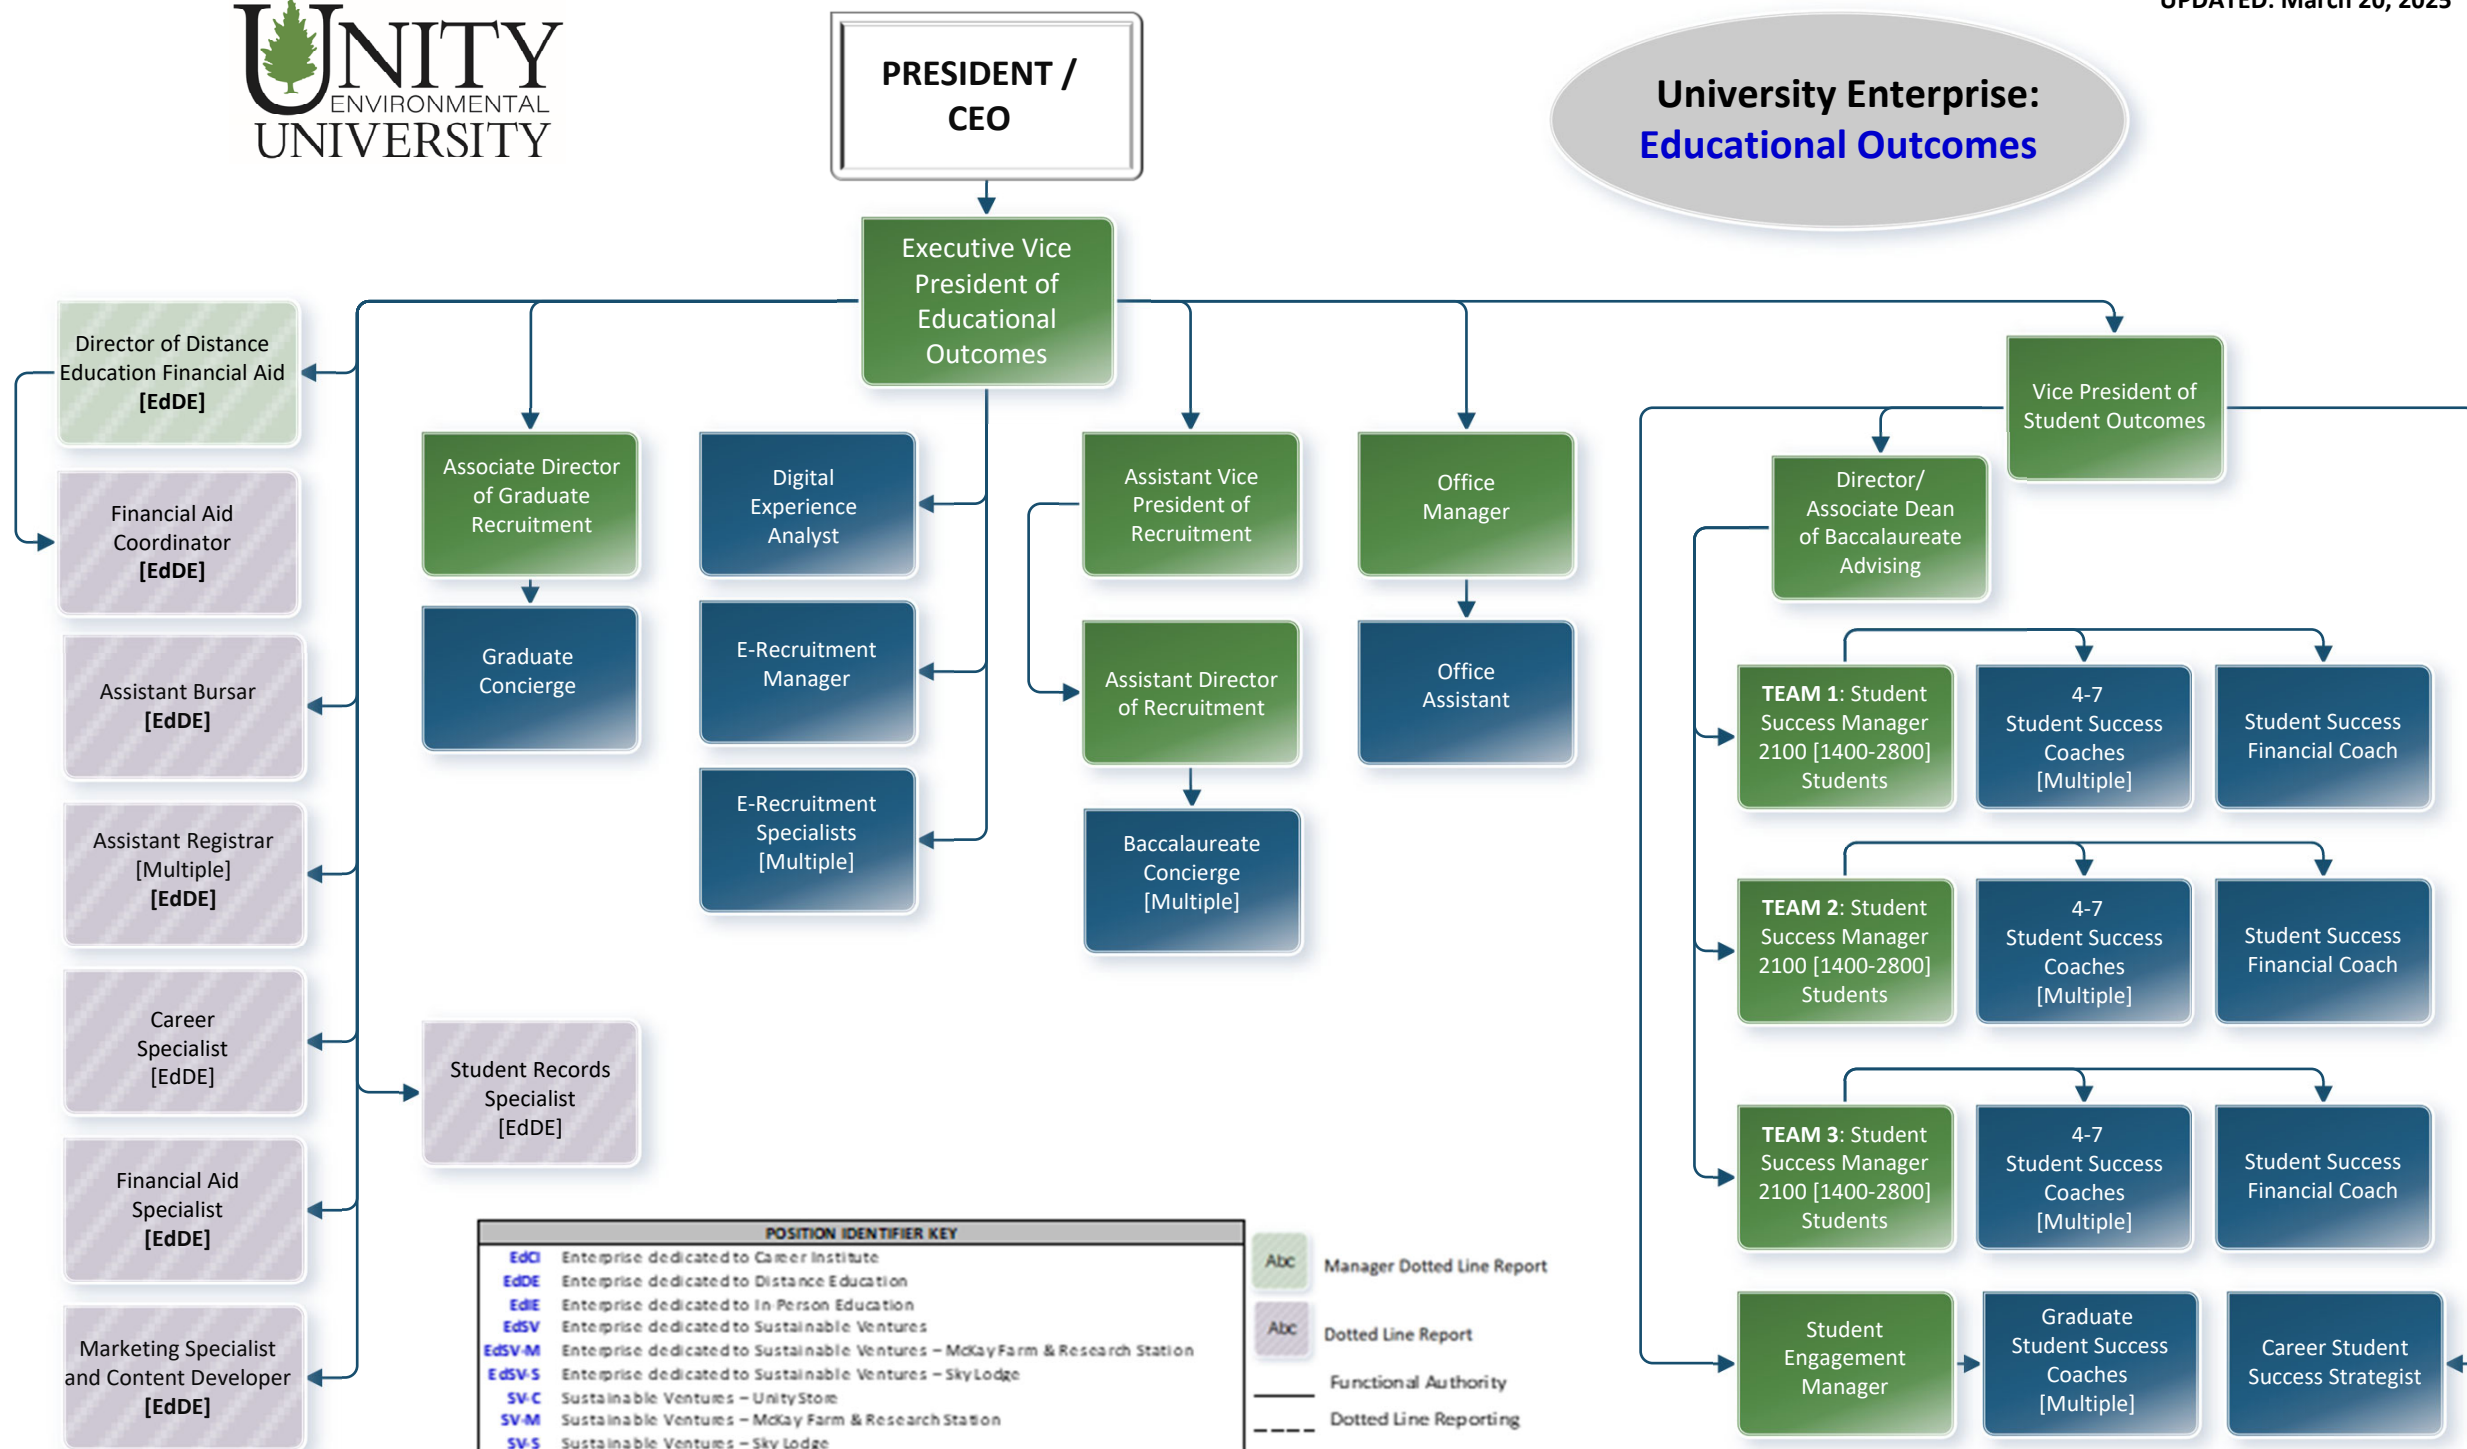 UPDATED: March 20, 2025
UNITY
ENVIRONMENTAL
UNIVERSITY
PRESIDENT /
CEO
University Enterprise:
Educational Outcomes
Executive Vice
President of
Educational
Outcomes
Director of Distance
Education Financial Aid
[EdDE]
Financial Aid
Coordinator
[EdDE]
Assistant Bursar
[EdDE]
Assistant Registrar
[Multiple]
[EdDE]
Career
Specialist
[EdDE]
Financial Aid
Specialist
[EdDE]
Marketing Specialist
and Content Developer
[EdDE]
Student Records
Specialist
[EdDE]
Associate Director
of Graduate
Recruitment
Graduate
Concierge
Digital
Experience
Analyst
E-Recruitment
Manager
E-Recruitment
Specialists
[Multiple]
Assistant Vice
President of
Recruitment
Assistant Director
of Recruitment
Baccalaureate
Concierge
[Multiple]
Office
Manager
Office
Assistant
Vice President of
Student Outcomes
Director/
Associate Dean
of Baccalaureate
Advising
TEAM 1: Student
Success Manager
2100 [1400-2800]
Students
4-7
Student Success
Coaches
[Multiple]
Student Success
Financial Coach
TEAM 2: Student
Success Manager
2100 [1400-2800]
Students
4-7
Student Success
Coaches
[Multiple]
Student Success
Financial Coach
TEAM 3: Student
Success Manager
2100 [1400-2800]
Students
4-7
Student Success
Coaches
[Multiple]
Student Success
Financial Coach
Student
Engagement
Manager
Graduate
Student Success
Coaches
[Multiple]
Career Student
Success Strategist
POSITION IDENTIFIER KEY
EdCI Enterprise dedicated to Career Institute
EdDE Enterprise dedicated to Distance Education
EdIE Enterprise dedicated to In-Person Education
EdSV Enterprise dedicated to Sustainable Ventures
EdSV-M Enterprise dedicated to Sustainable Ventures – McKay Farm & Research Station
EdSV-S Enterprise dedicated to Sustainable Ventures – Sky Lodge
SV-C Sustainable Ventures – Unity Store
SV-M Sustainable Ventures – McKay Farm & Research Station
SV-S Sustainable Ventures – Sky Lodge
Abc Manager Dotted Line Report
Abc Dotted Line Report
Functional Authority
Dotted Line Reporting